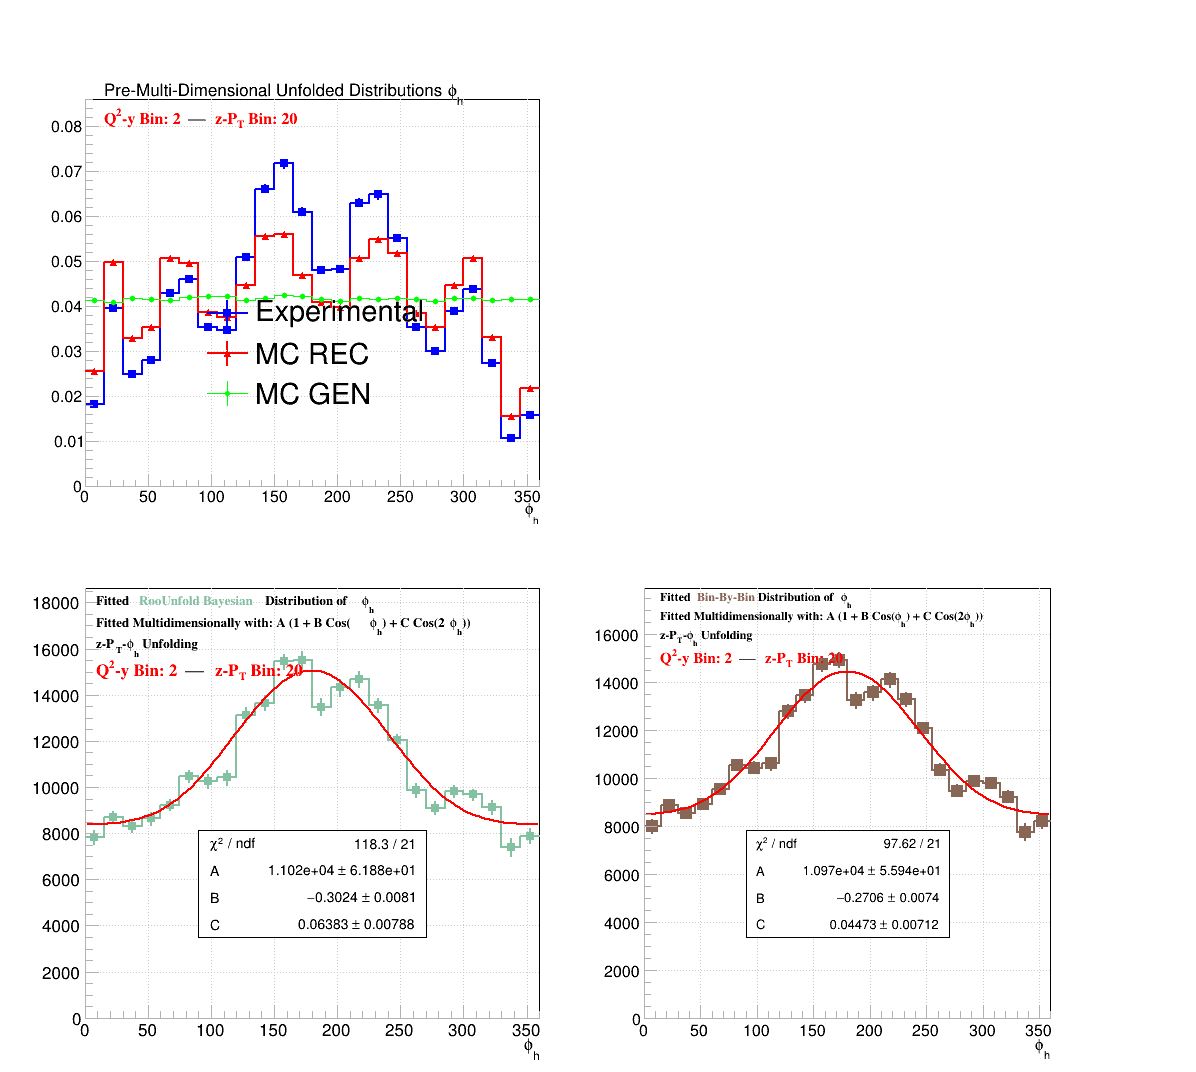 Pre-Multi-Dimensional Unfolded Distributions ϕh
Q²-y Bin: 2 — z-PT Bin: 20
0.08
0.07
0.06
0.05
0.04
0.03
0.02
0.01
0
Experimental
MC REC
MC GEN
0 50 100 150 200 250 300 350
ϕh
Fitted RooUnfold Bayesian Distribution of ϕh
Fitted Multidimensionally with: A (1 + B Cos( ϕh) + C Cos(2 ϕh))
z-PT-ϕh Unfolding
Q²-y Bin: 2 — z-PT Bin: 20
18000
16000
14000
12000
10000
8000
6000
4000
2000
0
χ² / ndf 118.3 / 21
A 1.102e+04 ± 6.188e+01
B −0.3024 ± 0.0081
C 0.06383 ± 0.00788
0 50 100 150 200 250 300 350
ϕh
Fitted Bin-By-Bin Distribution of ϕh
Fitted Multidimensionally with: A (1 + B Cos(ϕh) + C Cos(2ϕh))
z-PT-ϕh Unfolding
Q²-y Bin: 2 — z-PT Bin: 20
16000
14000
12000
10000
8000
6000
4000
2000
0
χ² / ndf 97.62 / 21
A 1.097e+04 ± 5.594e+01
B −0.2706 ± 0.0074
C 0.04473 ± 0.00712
0 50 100 150 200 250 300 350
ϕh